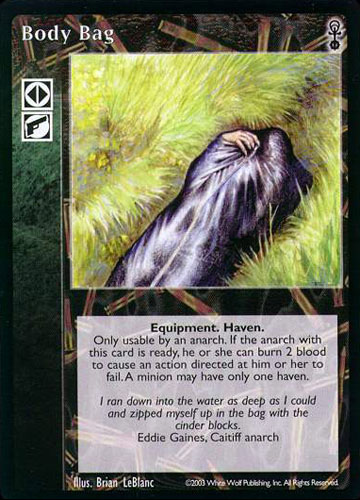 Body Bag
Equipment. Haven.
Only usable by an anarch. If the anarch with
this card is ready, he or she can burn 2 blood
to cause an action directed at him or her to
fail. A minion may have only one haven.
I ran down into the water as deep as I could
and zipped myself up in the bag with the
cinder blocks.
Eddie Gaines, Caitiff anarch
Illus. Brian LeBlanc
©2003 White Wolf Publishing, Inc. All Rights Reserved.